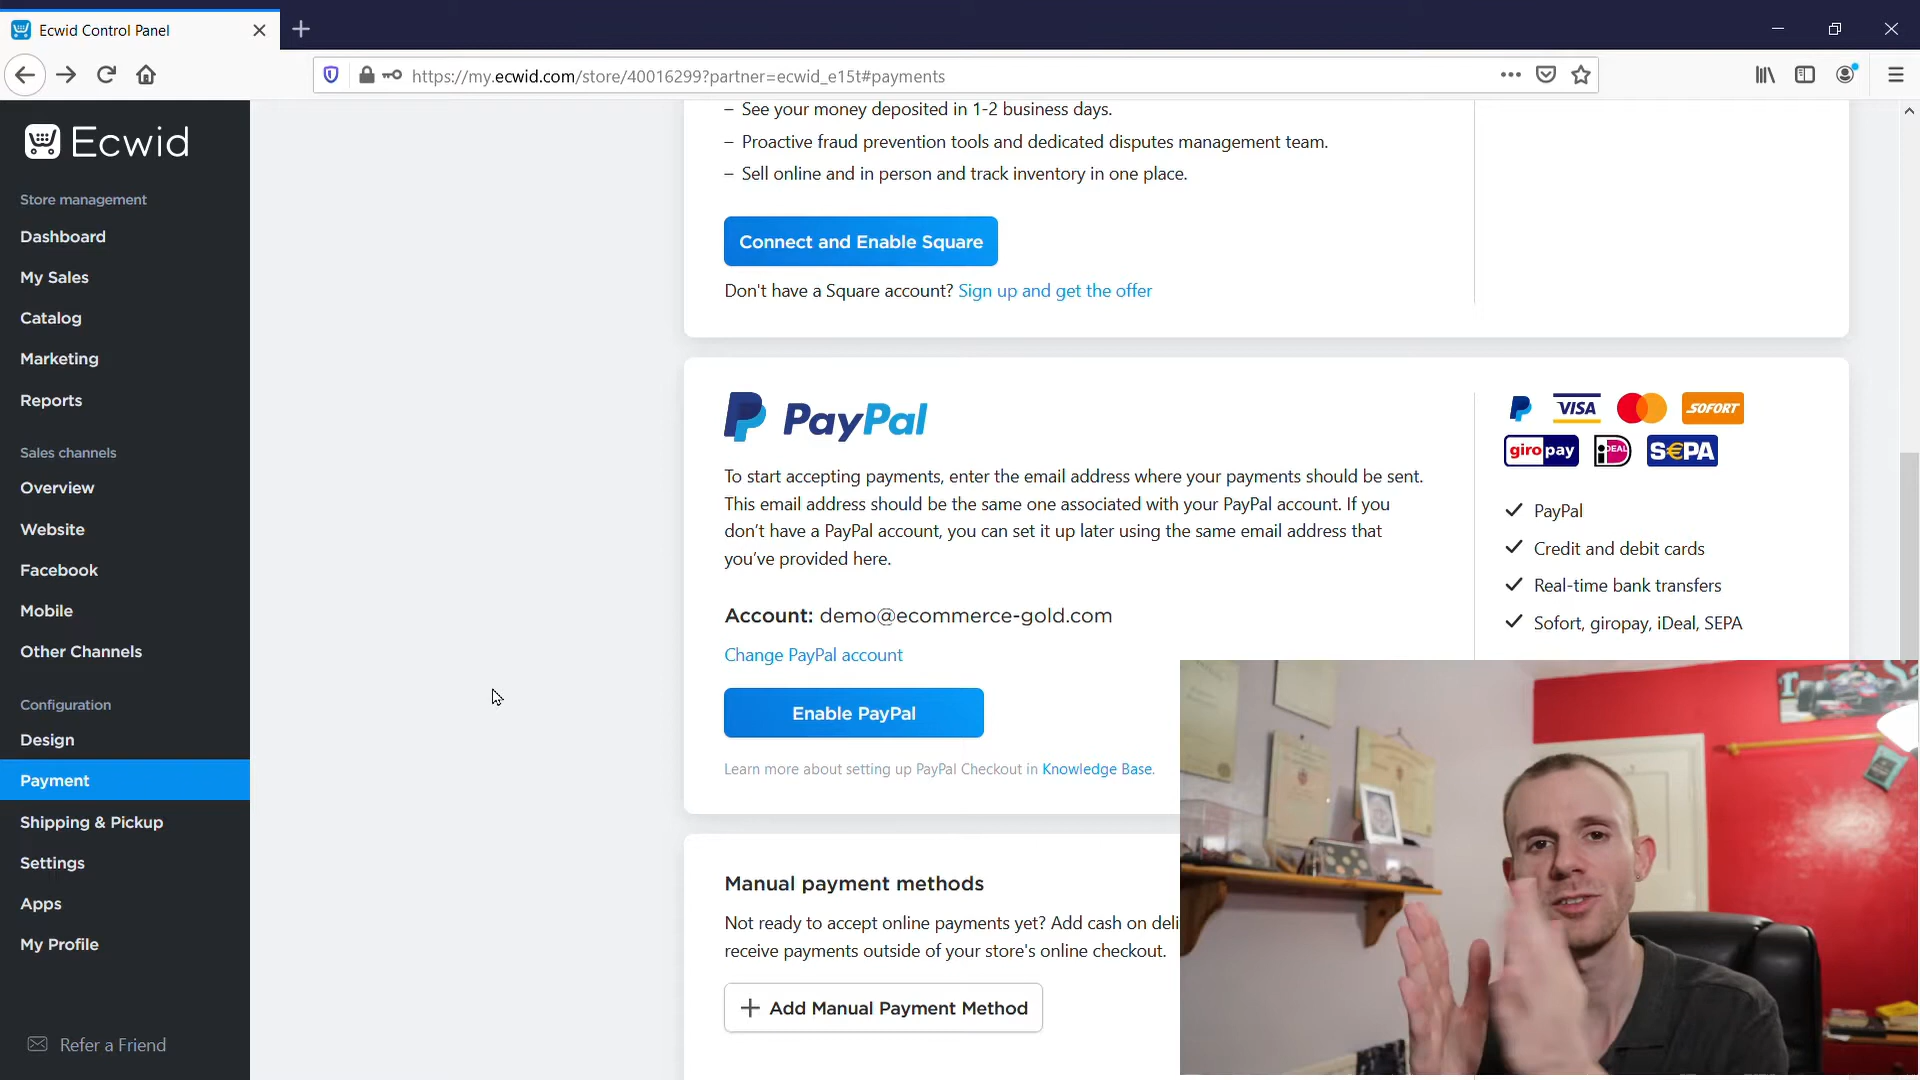 Ecwid Control Panel
https://my.ecwid.com/store/40016299?partner=ecwid_e15t#payments
Ecwid
Store management
Dashboard
My Sales
Catalog
Marketing
Reports
Sales channels
Overview
Website
Facebook
Mobile
Other Channels
Configuration
Design
Payment
Shipping & Pickup
Settings
Apps
My Profile
Refer a Friend
– See your money deposited in 1-2 business days.
– Proactive fraud prevention tools and dedicated disputes management team.
– Sell online and in person and track inventory in one place.
Connect and Enable Square
Don't have a Square account? Sign up and get the offer
PayPal
To start accepting payments, enter the email address where your payments should be sent.
This email address should be the same one associated with your PayPal account. If you
don’t have a PayPal account, you can set it up later using the same email address that
you’ve provided here.
Account: demo@ecommerce-gold.com
Change PayPal account
Enable PayPal
Learn more about setting up PayPal Checkout in Knowledge Base.
VISA
SOFORT
giropay
iDEAL
S€PA
PayPal
Credit and debit cards
Real-time bank transfers
Sofort, giropay, iDeal, SEPA
Manual payment methods
Not ready to accept online payments yet? Add cash on deli
receive payments outside of your store's online checkout.
Add Manual Payment Method